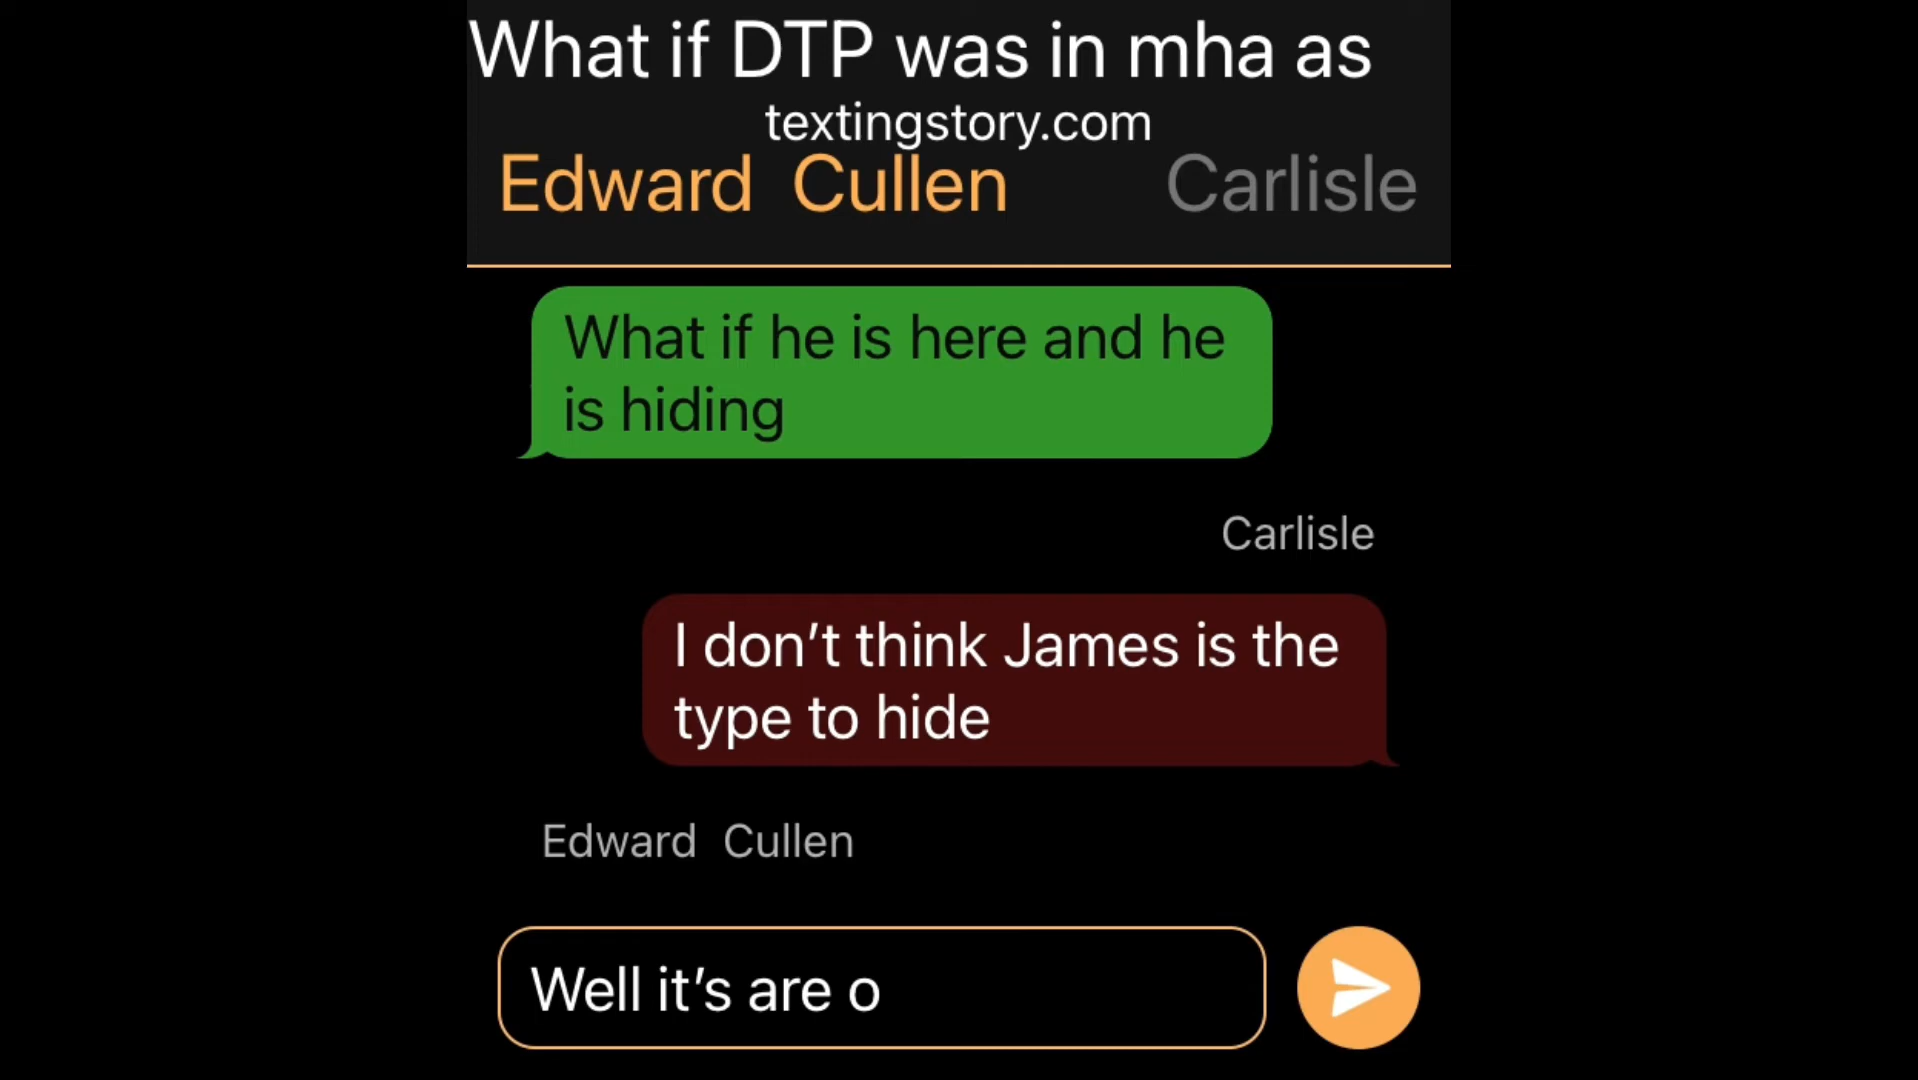 What if DTP was in mha as
textingstory.com
Edward Cullen
Carlisle
What if he is here and he
is hiding
Carlisle
I don’t think James is the
type to hide
Edward Cullen
Well it’s are o